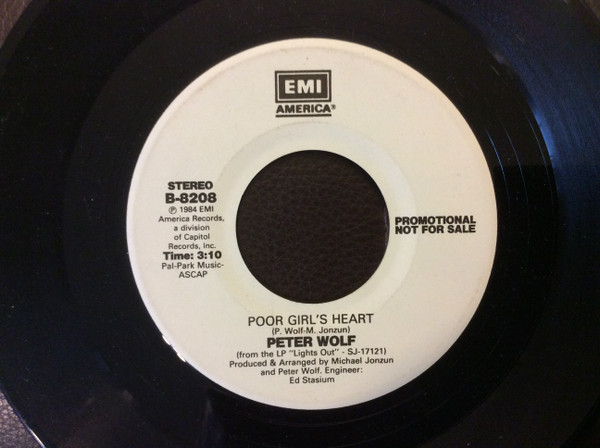 EMI
AMERICA®
STEREO
B-8208
℗ 1984 EMI
America Records,
a division
of Capitol
Records, Inc.
Time: 3:10
Pal-Park Music-
ASCAP
PROMOTIONAL
NOT FOR SALE
POOR GIRL'S HEART
(P. Wolf-M. Jonzun)
PETER WOLF
(from the LP "Lights Out" - SJ-17121)
Produced & Arranged by Michael Jonzun
and Peter Wolf. Engineer:
Ed Stasium